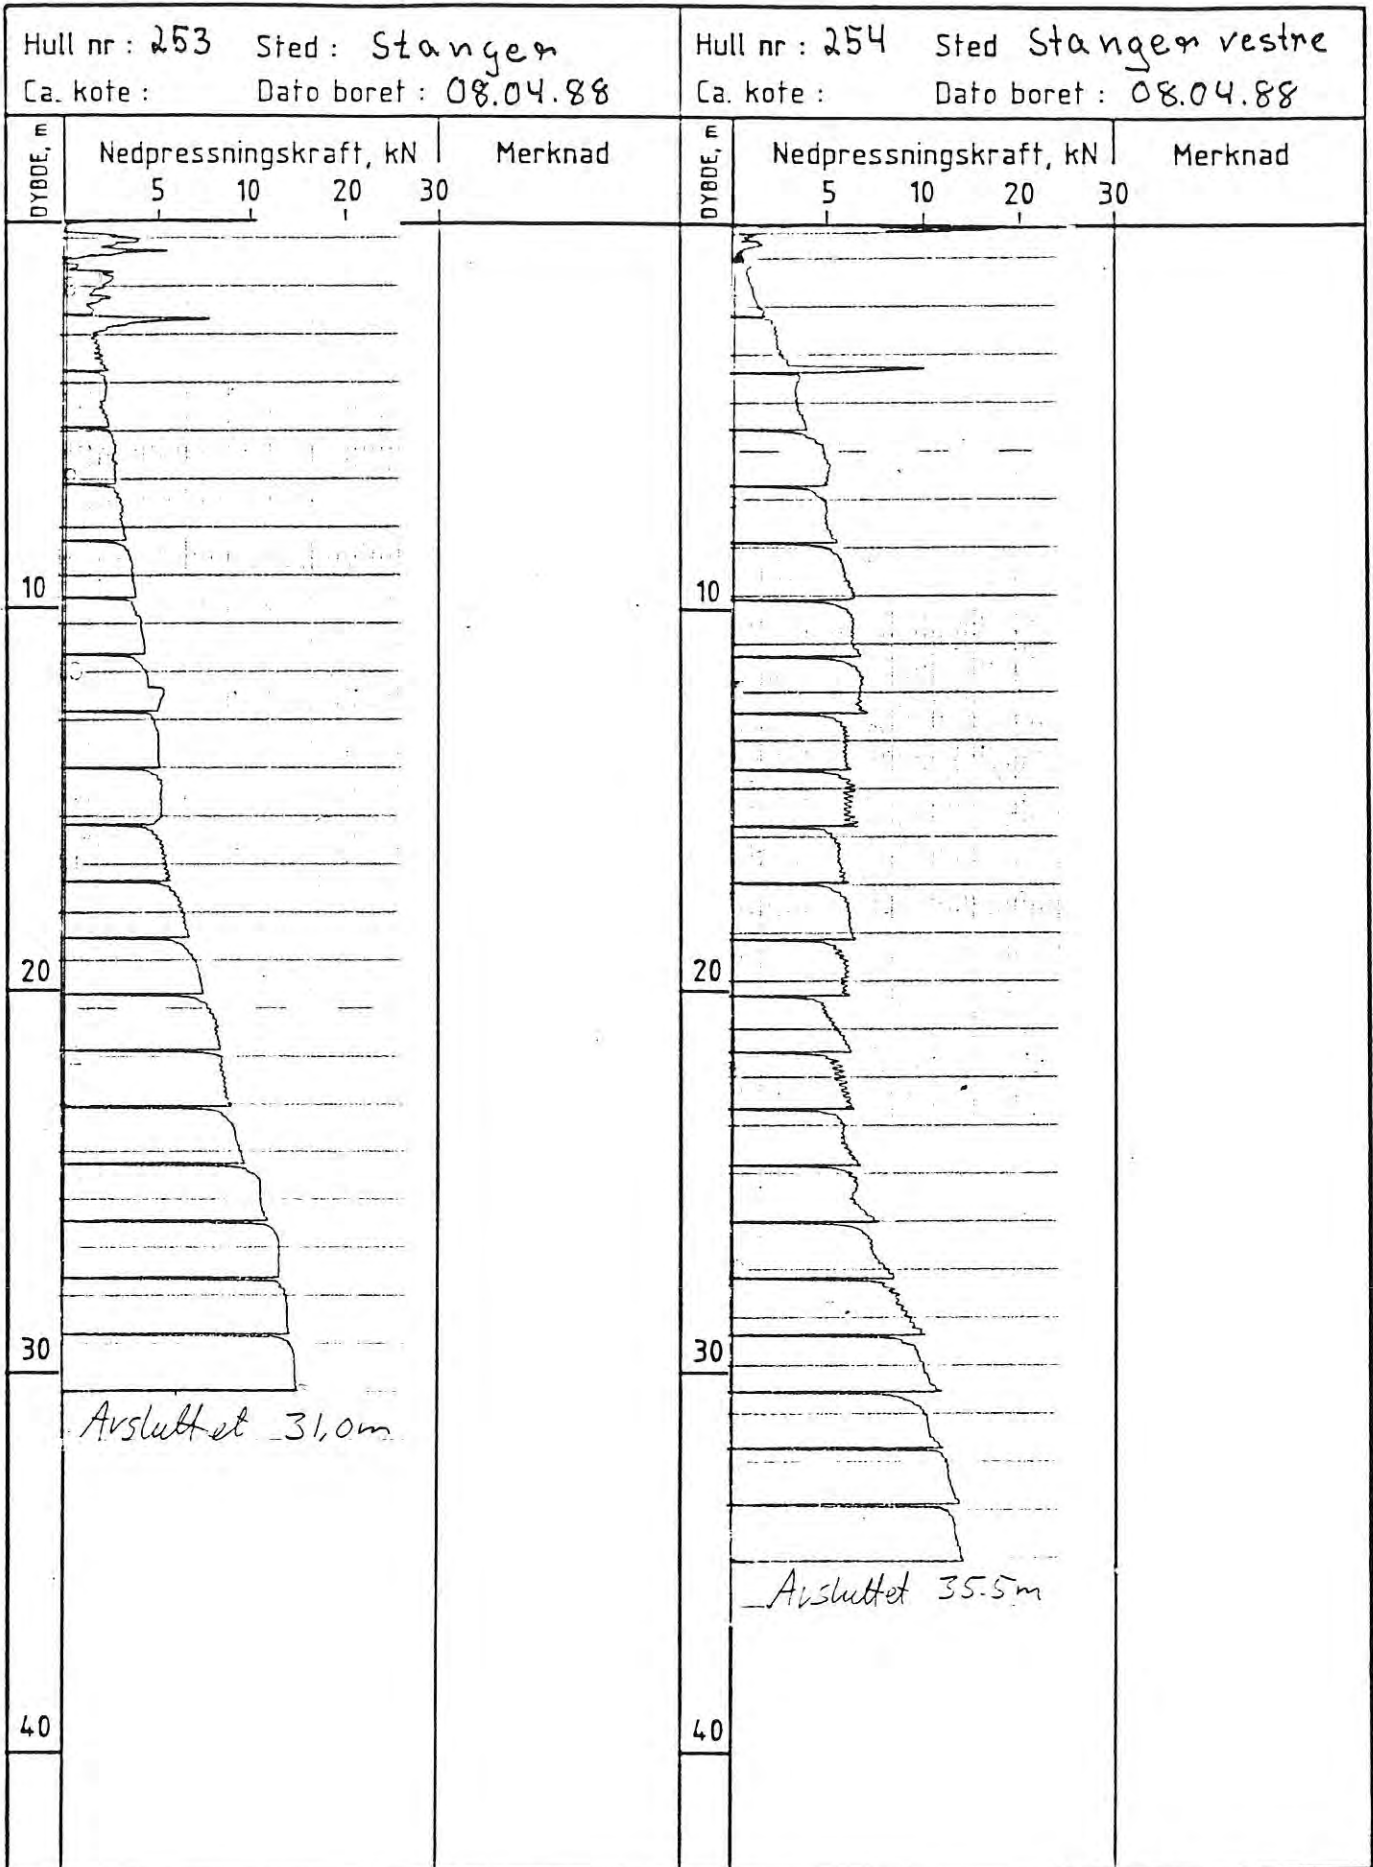 Hull nr : 253 Sted : Stanger
Ca. kote : Dato boret : 08.04.88
DYBDE, m
Nedpressningskraft, kN Merknad
5 10 20 30
10
20
30
Avsluttet 31,0m
40
Hull nr : 254 Sted Stanger vestre
Ca. kote : Dato boret : 08.04.88
DYBDE, m
Nedpressningskraft, kN Merknad
5 10 20 30
10
20
30
Avsluttet 35.5m
40